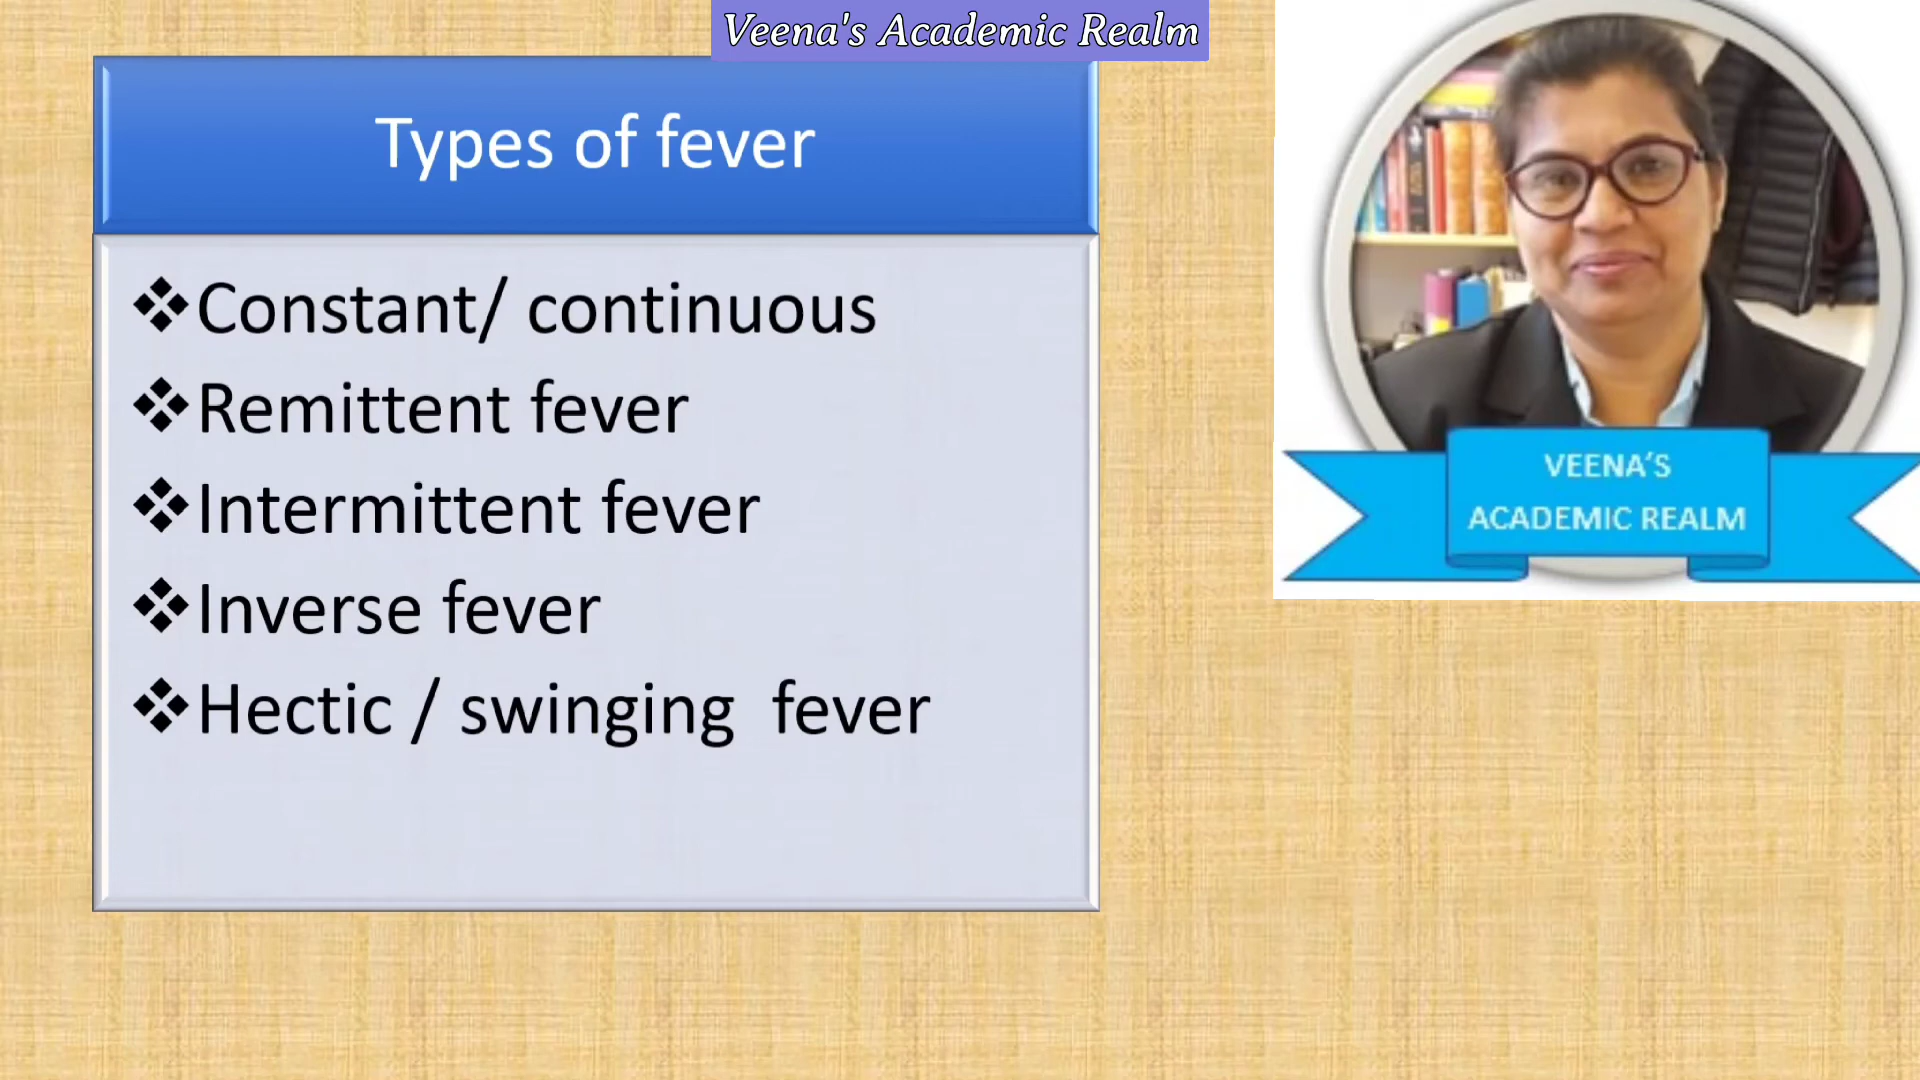 Veena's Academic Realm
Types of fever
❖Constant/ continuous
❖Remittent fever
❖Intermittent fever
❖Inverse fever
❖Hectic / swinging  fever
VEENA'S
ACADEMIC REALM